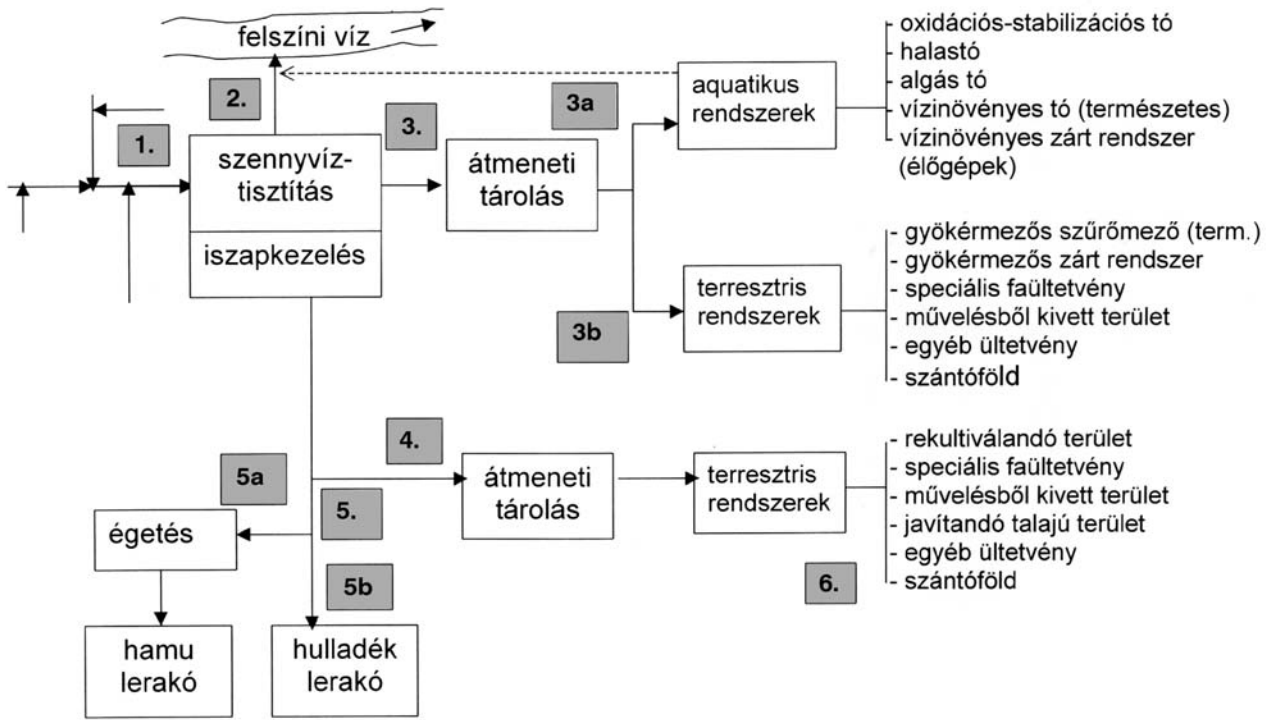 felszíni víz
2.
1.
szennyvíz-
tisztítás
iszapkezelés
3.
átmeneti
tárolás
3a
aquatikus
rendszerek
- oxidációs-stabilizációs tó
- halastó
- algás tó
- vízinövényes tó (természetes)
- vízinövényes zárt rendszer
(élőgépek)
3b
terresztris
rendszerek
- gyökérmezős szűrőmező (term.)
- gyökérmezős zárt rendszer
- speciális faültetvény
- művelésből kivett terület
- egyéb ültetvény
- szántóföld
4.
átmeneti
tárolás
terresztris
rendszerek
- rekultiválandó terület
- speciális faültetvény
- művelésből kivett terület
- javítandó talajú terület
- egyéb ültetvény
- szántóföld
6.
5a
5.
égetés
5b
hamu
lerakó
hulladék
lerakó